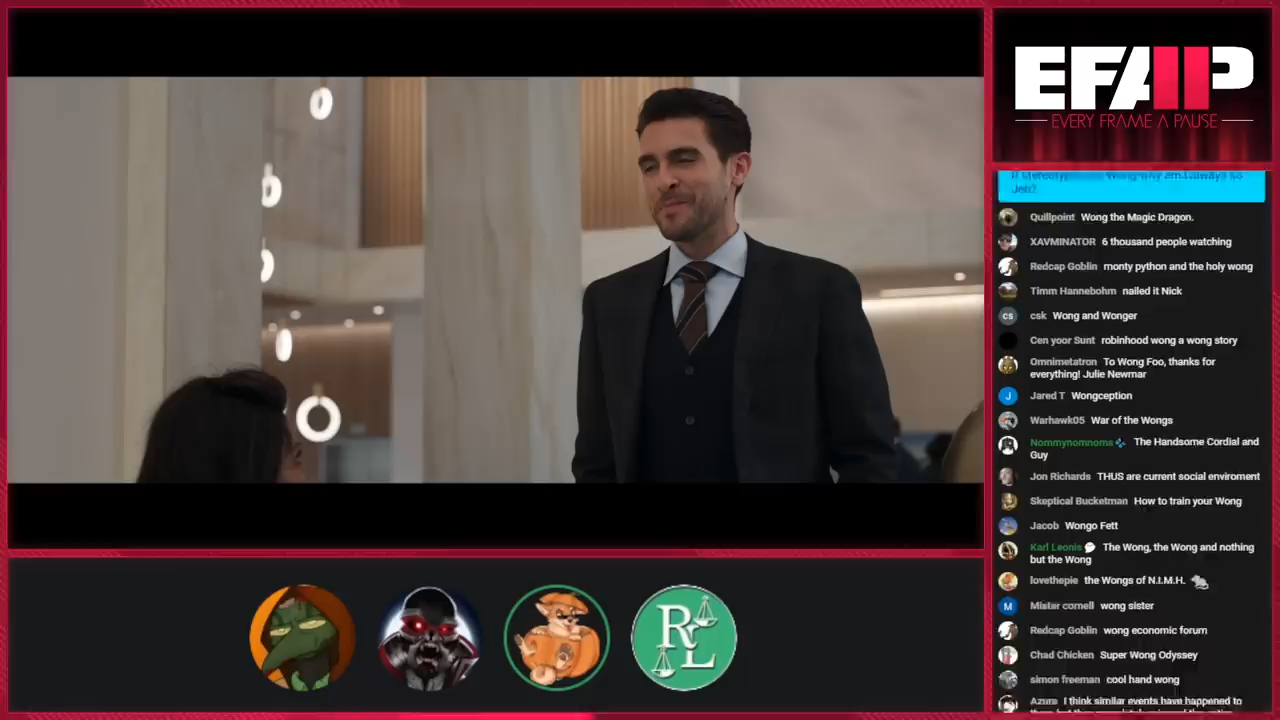 EFAP
EVERY FRAME A PAUSE
Jen?
Quillpoint Wong the Magic Dragon.
XAVMINATOR 6 thousand people watching
Redcap Goblin monty python and the holy wong
Timm Hannebohm nailed it Nick
cs csk Wong and Wonger
Cen yoor Sunt robinhood wong a wong story
Omnimetatron To Wong Foo, thanks for
everything! Julie Newmar
J Jared T Wongception
Warhawk05 War of the Wongs
Nommynomnoms The Handsome Cordial and
Guy
Jon Richards THUS are current social enviroment
Skeptical Bucketman How to train your Wong
Jacob Wongo Fett
Karl Leonis The Wong, the Wong and nothing
but the Wong
lovethepie the Wongs of N.I.M.H.
M Mister cornell wong sister
Redcap Goblin wong economic forum
Chad Chicken Super Wong Odyssey
simon freeman cool hand wong
Azura I think similar events have happened to
RL